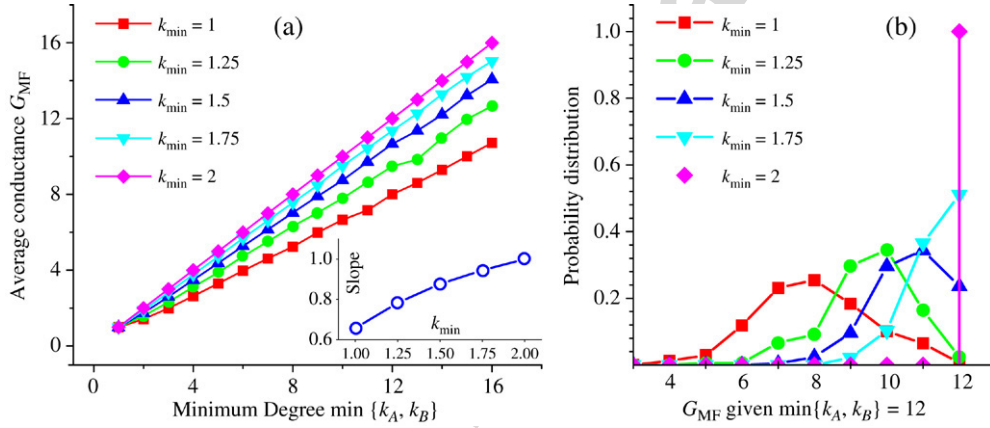 (a)
k_min = 1
k_min = 1.25
k_min = 1.5
k_min = 1.75
k_min = 2
Average conductance G_MF
16
12
8
4
0
0 4 8 12 16
Minimum Degree min {k_A, k_B}
Slope
1.0
0.8
0.6
k_min
1.00 1.25 1.50 1.75 2.00
(b)
k_min = 1
k_min = 1.25
k_min = 1.5
k_min = 1.75
k_min = 2
Probability distribution
1.0
0.8
0.6
0.4
0.2
4 6 8 10 12
G_MF given min{k_A, k_B} = 12